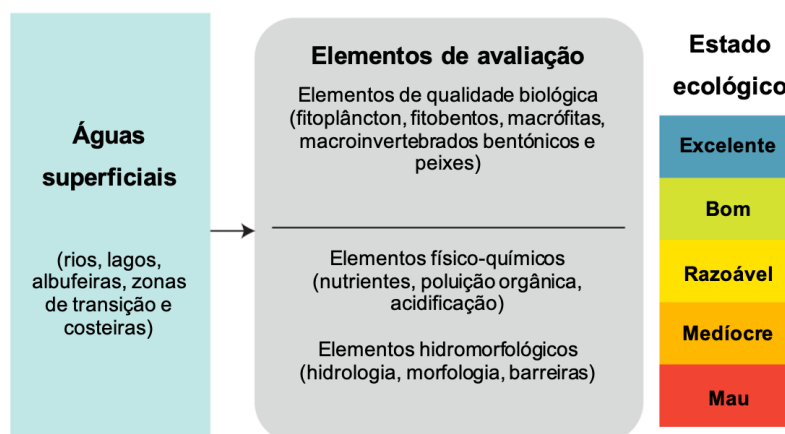 Águas
superficiais
(rios, lagos,
albufeiras, zonas
de transição e
costeiras)
Elementos de avaliação
Elementos de qualidade biológica
(fitoplâncton, fitobentos, macrófitas,
macroinvertebrados bentónicos e
peixes)
Elementos físico-químicos
(nutrientes, poluição orgânica,
acidificação)
Elementos hidromorfológicos
(hidrologia, morfologia, barreiras)
Estado
ecológico
Excelente
Bom
Razoável
Medíocre
Mau